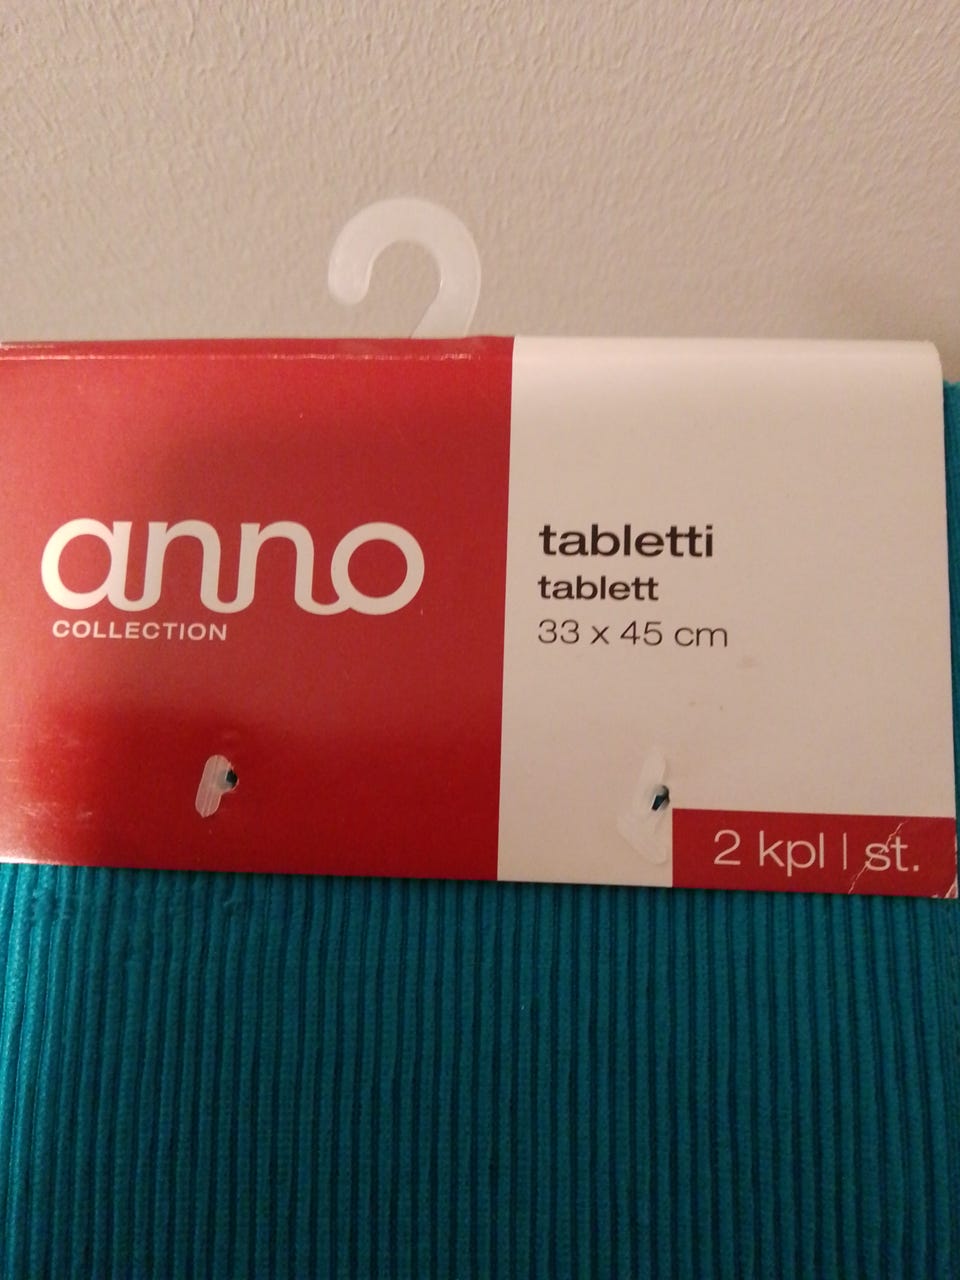 anno
COLLECTION
tabletti
tablett
33 x 45 cm
2 kpl | st.